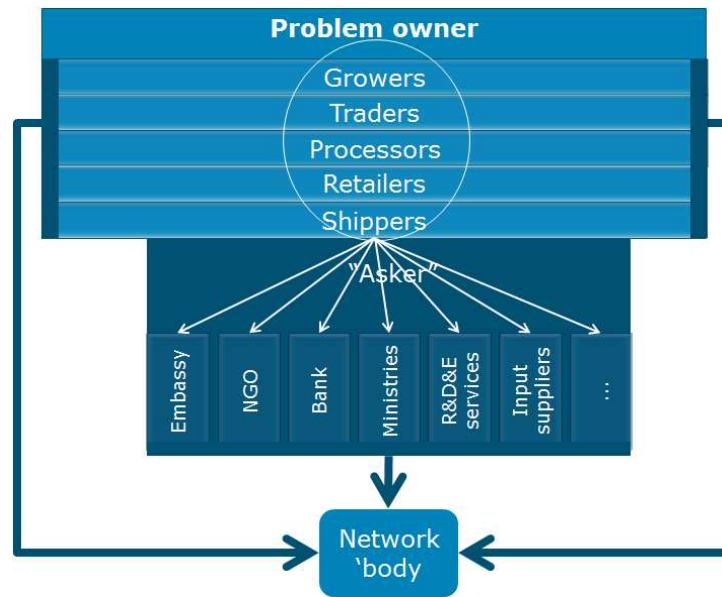 Problem owner
Growers
Traders
Processors
Retailers
Shippers
"Asker"
Embassy
NGO
Bank
Ministries
R&D&E
services
Input
suppliers
...
Network
‘body